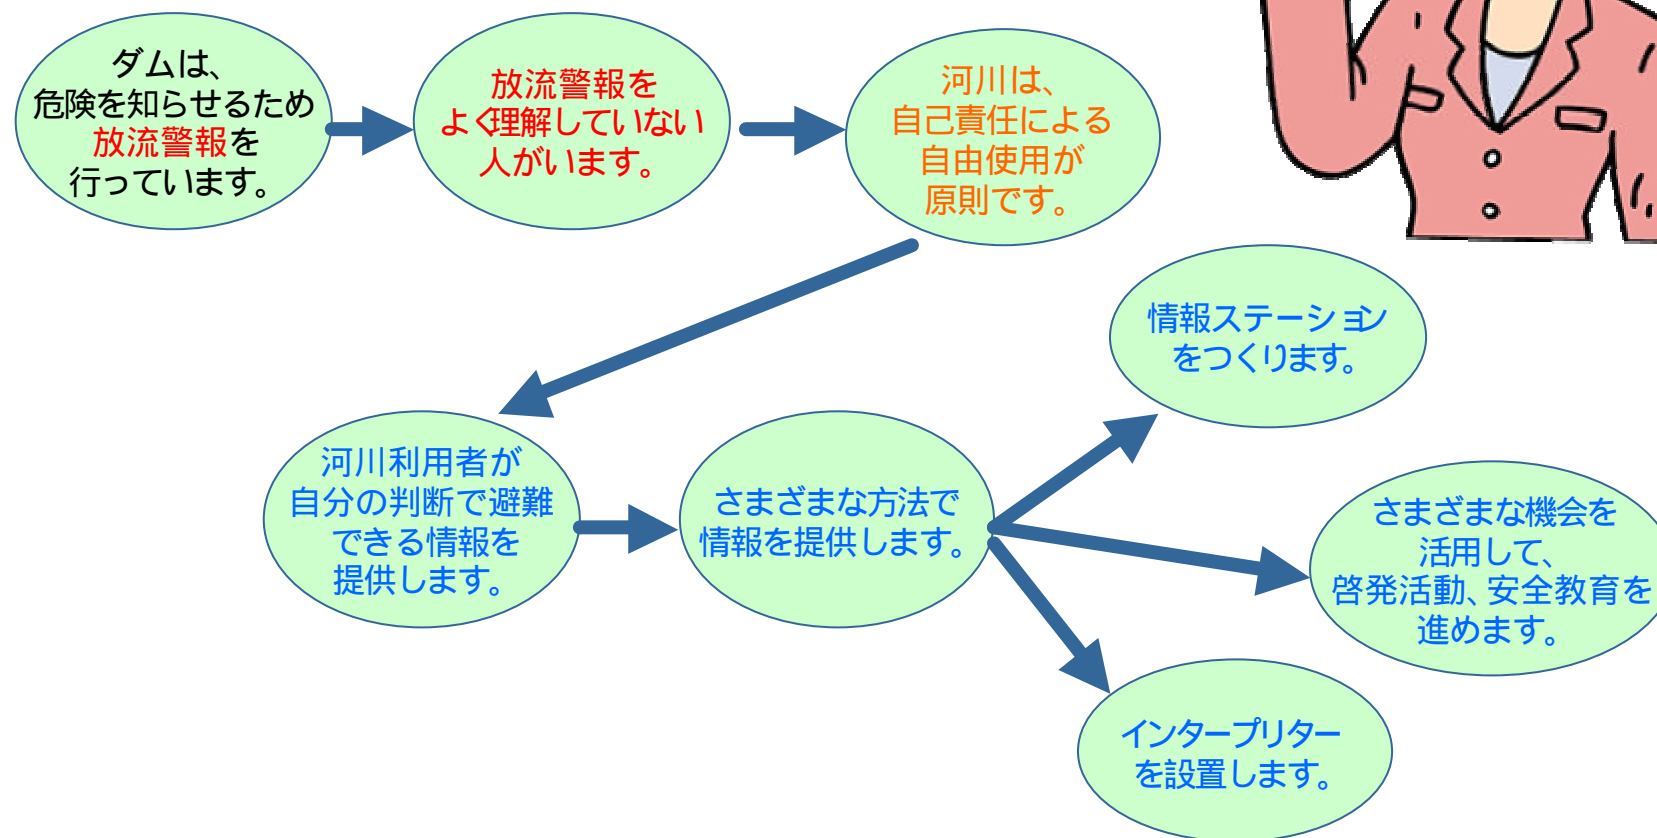 ダムは、
危険を知らせるため
放流警報を
行っています。
放流警報を
よく理解していない
人がいます。
河川は、
自己責任による
自由使用が
原則です。
河川利用者が
自分の判断で避難
できる情報を
提供します。
さまざまな方法で
情報を提供します。
情報ステーション
をつくります。
さまざまな機会を
活用して、
啓発活動、安全教育を
進めます。
インタープリター
を設置します。